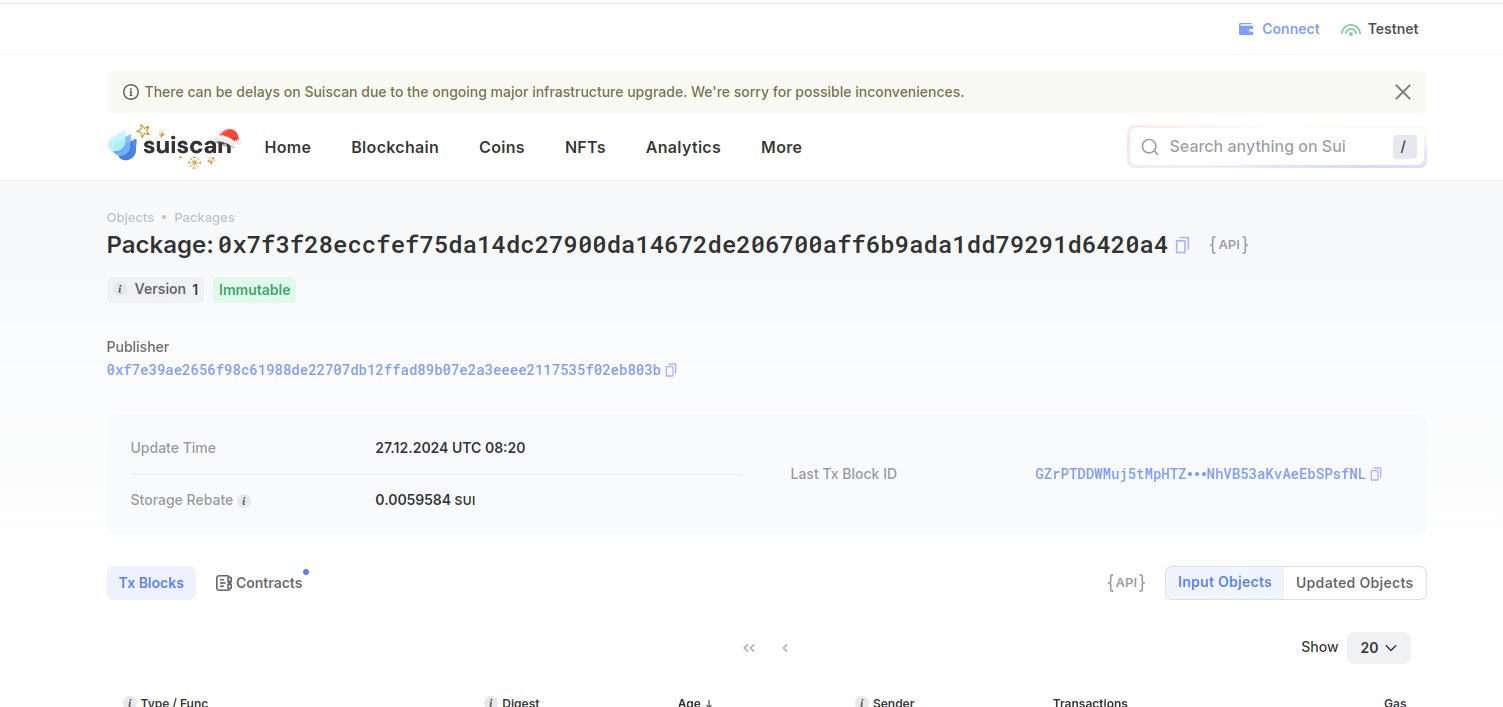 Connect Testnet
There can be delays on Suiscan due to the ongoing major infrastructure upgrade. We're sorry for possible inconveniences.
suiscan Home Blockchain Coins NFTs Analytics More Search anything on Sui /
Objects • Packages
Package: 0x7f3f28eccfef75da14dc27900da14672de206700aff6b9ada1dd79291d6420a4 {API}
i Version 1 Immutable
Publisher
0xf7e39ae2656f98c61988de22707db12ffad89b07e2a3eeee2117535f02eb803b
Update Time 27.12.2024 UTC 08:20
Last Tx Block ID GZrPTDDWMuj5tMpHTZ•••NhVB53aKvAeEbSPsfNL
Storage Rebate i 0.0059584 SUI
Tx Blocks Contracts {API} Input Objects Updated Objects
« ‹ Show 20
i Type / Func i Digest Age ↓ i Sender Transactions Gas